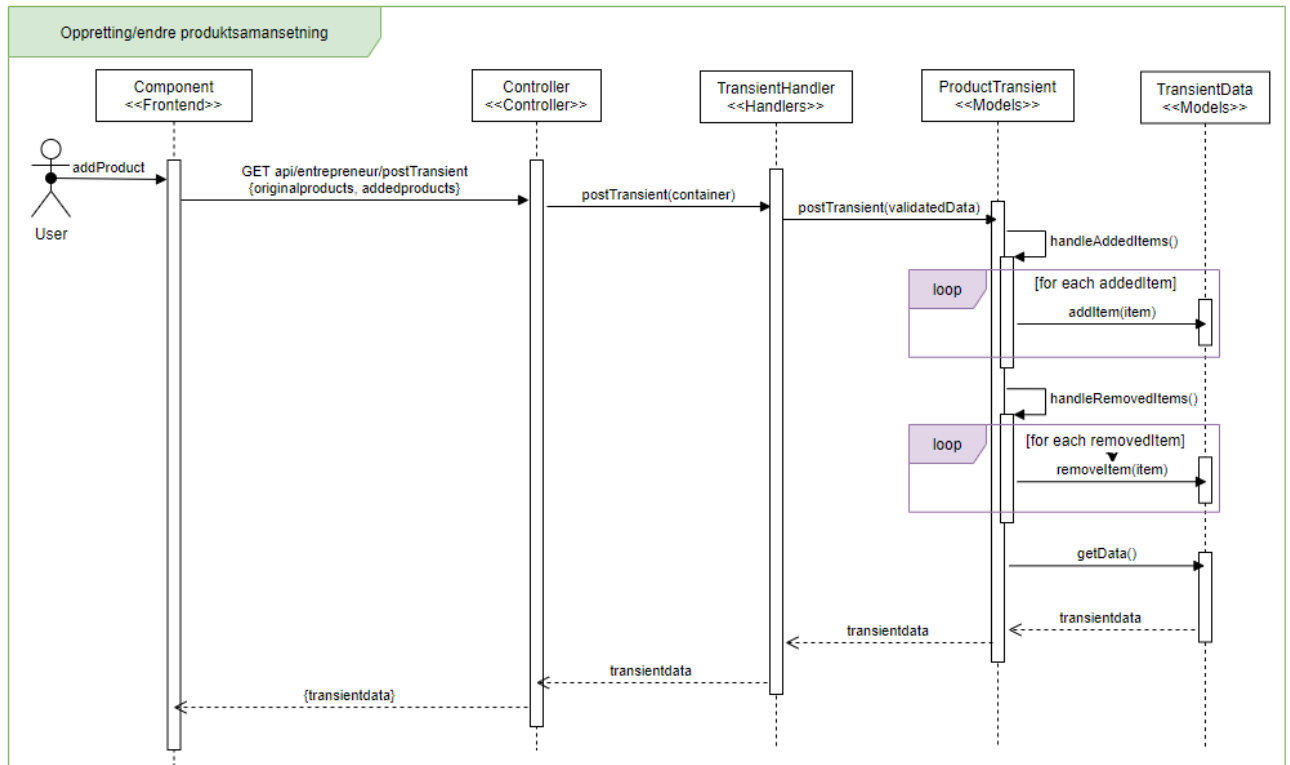 Oppretting/endre produktsamansetning
Component
<<Frontend>>
Controller
<<Controller>>
TransientHandler
<<Handlers>>
ProductTransient
<<Models>>
TransientData
<<Models>>
addProduct
User
GET api/entrepreneur/postTransient
{originalproducts, addedproducts}
postTransient(container)
postTransient(validatedData)
handleAddedItems()
loop
[for each addedItem]
addItem(item)
handleRemovedItems()
loop
[for each removedItem]
removeItem(item)
getData()
transientdata
transientdata
transientdata
{transientdata}